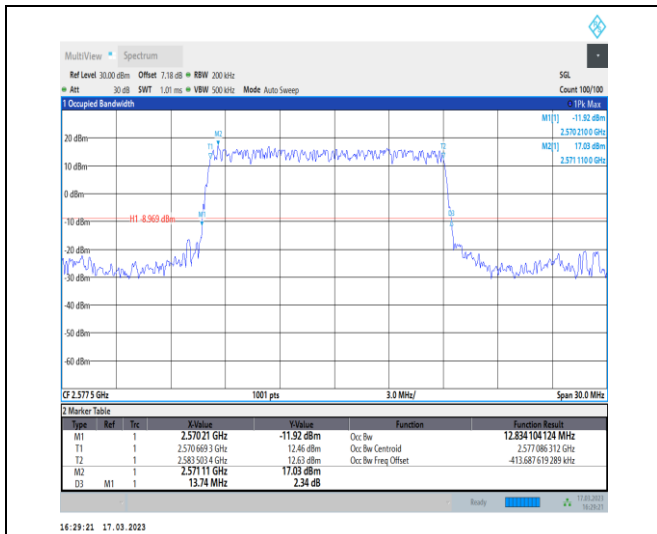 MultiView Spectrum
Ref Level 30.00 dBm Offset 7.18 dB RBW 200 kHz SGL
Att 30 dB SWT 1.01 ms VBW 500 kHz Mode Auto Sweep Count 100/100
1 Occupied Bandwidth 1Pk Max
M1[1] -11.92 dBm
2.570 210 0 GHz
M2[1] 17.03 dBm
2.571 110 0 GHz
M2
20 dBm
T1 T2
10 dBm
0 dBm
M1 D3
H1 -8.969 dBm
-10 dBm
-20 dBm
-30 dBm
-40 dBm
-50 dBm
-60 dBm
CF 2.577 5 GHz 1001 pts 3.0 MHz/ Span 30.0 MHz
2 Marker Table
Type Ref Trc X-Value Y-Value Function Function Result
M1 1 2.570 21 GHz -11.92 dBm Occ Bw 12.834 104 124 MHz
T1 1 2.570 669 3 GHz 12.46 dBm Occ Bw Centroid 2.577 086 312 GHz
T2 1 2.583 503 4 GHz 12.63 dBm Occ Bw Freq Offset -413.687 619 289 kHz
M2 1 2.571 11 GHz 17.03 dBm
D3 M1 1 13.74 MHz 2.34 dB
Ready 17.03.2023
16:29:21
16:29:21 17.03.2023